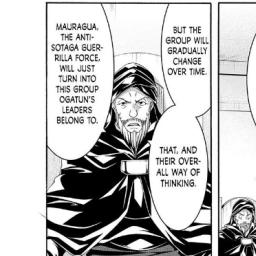 MAURAGUA,
THE ANTI-
SOTAGA GUER-
RILLA FORCE,
WILL JUST
TURN INTO
THIS GROUP
OGATUN'S
LEADERS
BELONG TO.
BUT THE
GROUP WILL
GRADUALLY
CHANGE
OVER TIME.
THAT, AND
THEIR OVER-
ALL WAY OF
THINKING.